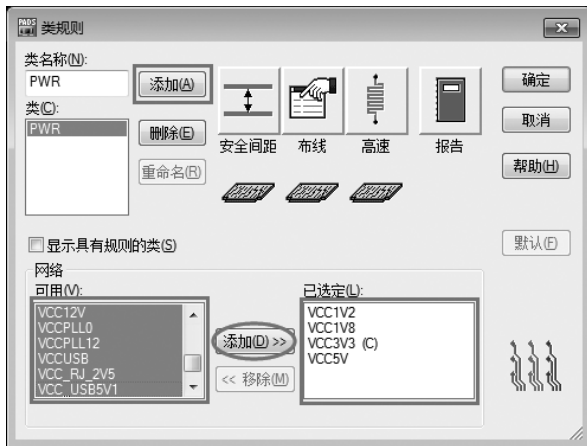 PADS 类规则
类名称(N):
PWR
添加(A)
类(C):
PWR
删除(E)
重命名(R)
安全间距 布线 高速 报告
确定
取消
帮助(H)
默认(F)
显示具有规则的类(S)
网络
可用(V):
VCC12V
VCCPLL0
VCCPLL12
VCCUSB
VCC_RJ_2V5
VCC_USB5V1
添加(D) >>
<< 移除(M)
已选定(L):
VCC1V2
VCC1V8
VCC3V3 (C)
VCC5V